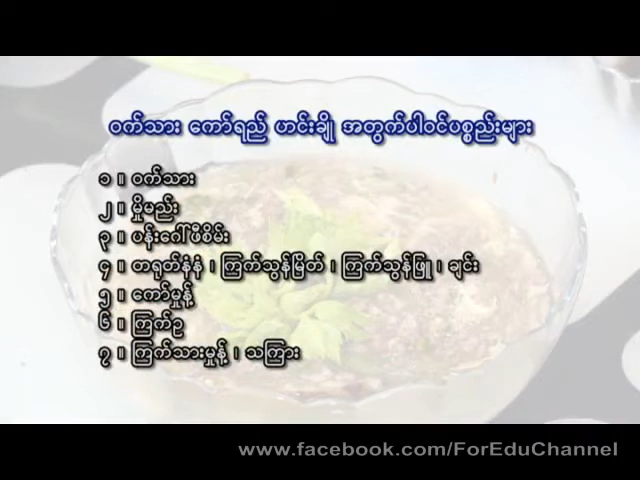 ဝက်သား ကော်ရည် ဟင်းချို အတွက်ပါဝင်ပစ္စည်းများ
၁ ။ ဝက်သား
၂ ။ မှိုမည်း
၃ ။ ပန်းဂေါ်ဖီစိမ်း
၄ ။ တရုတ်နံနံ ၊ ကြက်သွန်မြိတ် ၊ ကြက်သွန်ဖြူ ၊ ချင်း
၅ ။ ကော်မှုန့်
၆ ။ ကြက်ဥ
၇ ။ ကြက်သားမှုန့် ၊ သကြား
www.facebook.com/ForEduChannel